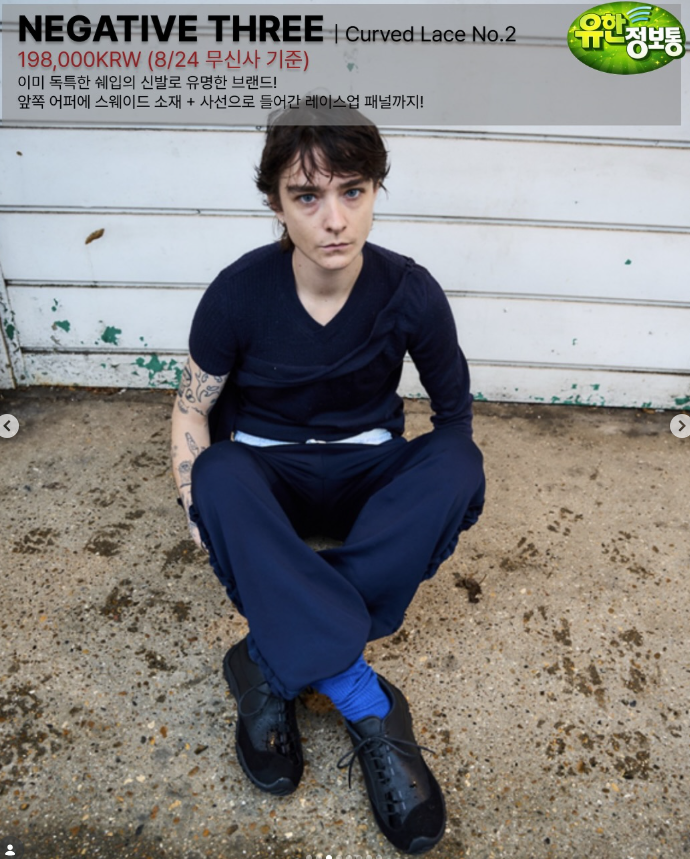 NEGATIVE THREE | Curved Lace No.2
유한
정보통
198,000KRW (8/24 무신사 기준)
이미 독특한 쉐입의 신발로 유명한 브랜드!
앞쪽 어퍼에 스웨이드 소재 + 사선으로 들어간 레이스업 패널까지!